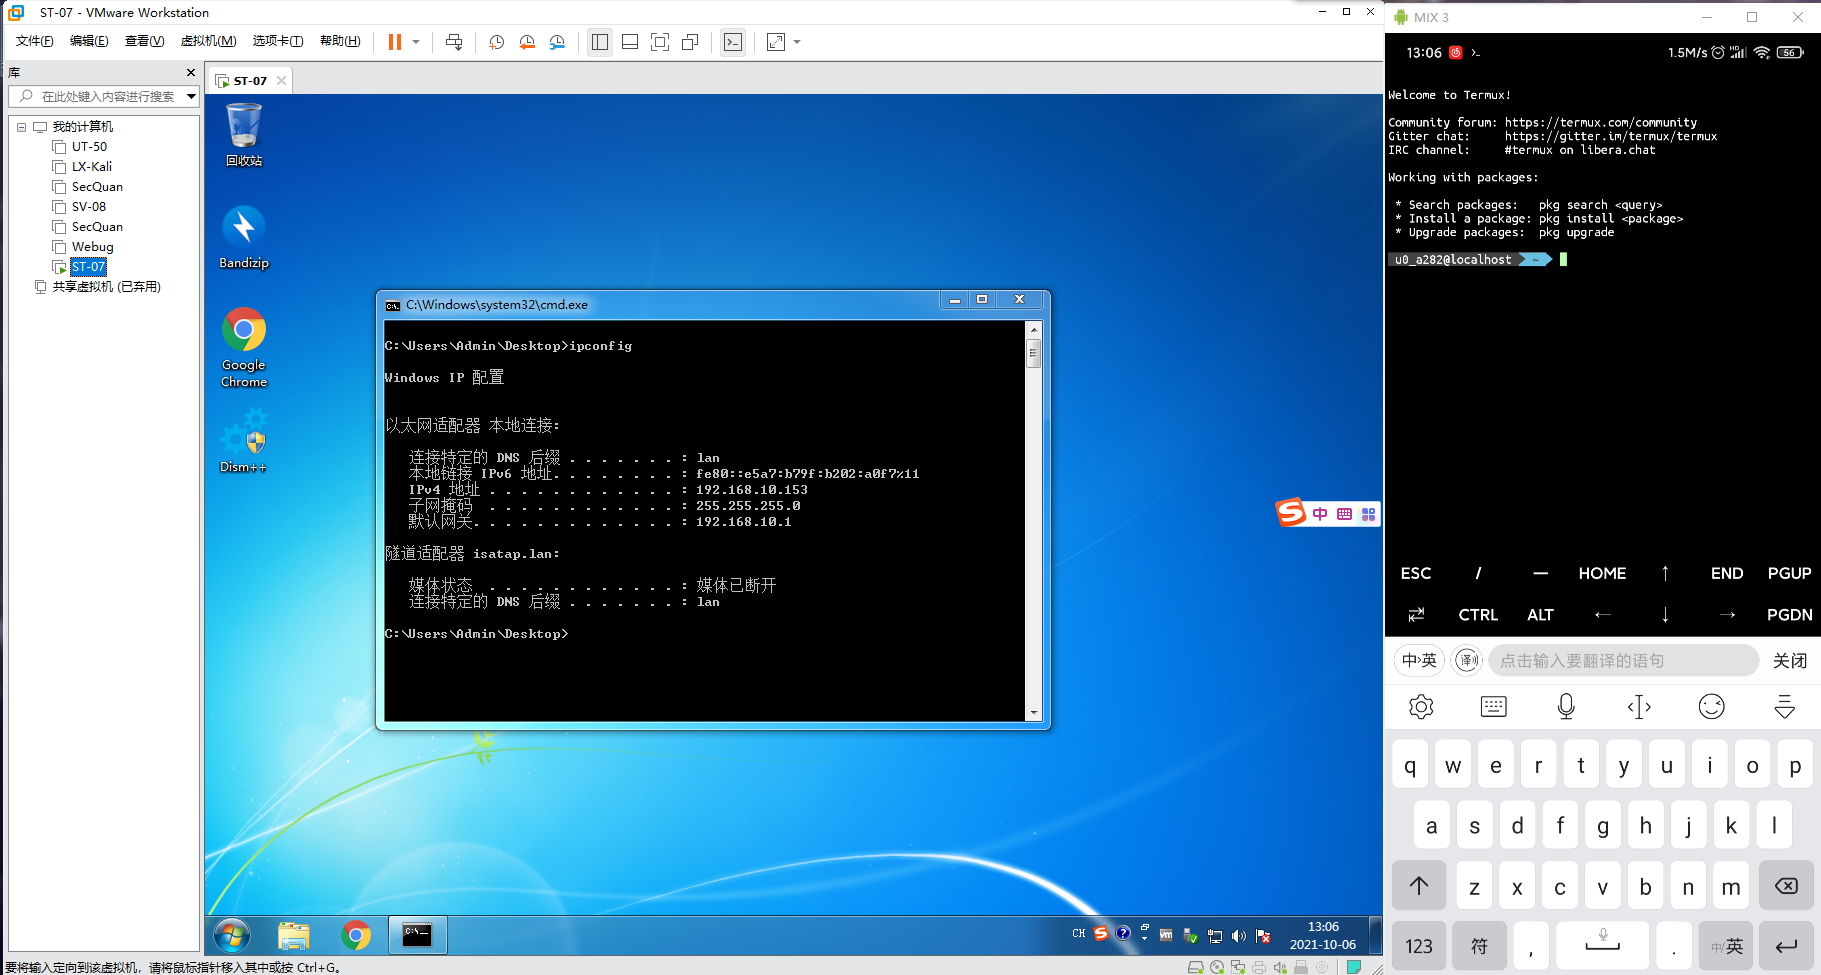 ST-07 - VMware Workstation
文件(F) 编辑(E) 查看(V) 虚拟机(M) 选项卡(T) 帮助(H)
库
在此处键入内容进行搜索
我的计算机
UT-50
LX-Kali
SecQuan
SV-08
SecQuan
Webug
ST-07
共享虚拟机 (已弃用)
ST-07
回收站
Bandizip
Google
Chrome
Dism++
C:\Windows\system32\cmd.exe
C:\Users\Admin\Desktop>ipconfig
Windows IP 配置
以太网适配器 本地连接:
连接特定的 DNS 后缀 . . . . . . . : lan
本地链接 IPv6 地址. . . . . . . . : fe80::e5a7:b79f:b202:a0f7%11
IPv4 地址 . . . . . . . . . . . . : 192.168.10.153
子网掩码 . . . . . . . . . . . . : 255.255.255.0
默认网关. . . . . . . . . . . . . : 192.168.10.1
隧道适配器 isatap.lan:
媒体状态 . . . . . . . . . . . . : 媒体已断开
连接特定的 DNS 后缀 . . . . . . . : lan
C:\Users\Admin\Desktop>
中
CH
13:06
2021-10-06
要将输入定向到该虚拟机，请将鼠标指针移入其中或按 Ctrl+G。
MIX 3
13:06
1.5M/s
56
Welcome to Termux!
Community forum: https://termux.com/community
Gitter chat: https://gitter.im/termux/termux
IRC channel: #termux on libera.chat
Working with packages:
* Search packages: pkg search <query>
* Install a package: pkg install <package>
* Upgrade packages: pkg upgrade
u0_a282@localhost ~
ESC / — HOME ↑ END PGUP
⇄ CTRL ALT ← ↓ → PGDN
中›英 译 点击输入要翻译的语句 关闭
q w e r t y u i o p
a s d f g h j k l
z x c v b n m
123 符 , . 中/英